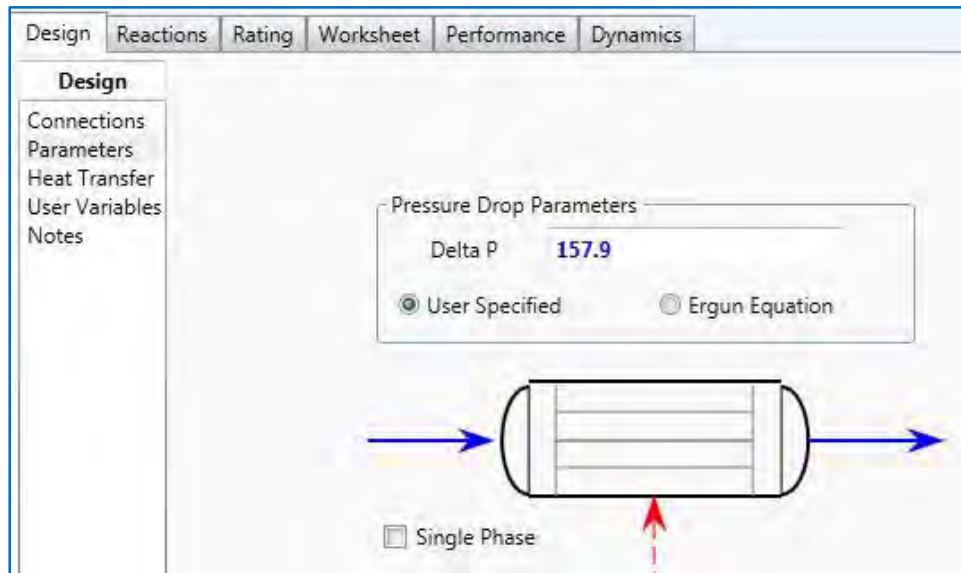 Design Reactions Rating Worksheet Performance Dynamics
Design
Connections
Parameters
Heat Transfer
User Variables
Notes
Pressure Drop Parameters
Delta P 157.9
User Specified Ergun Equation
Single Phase